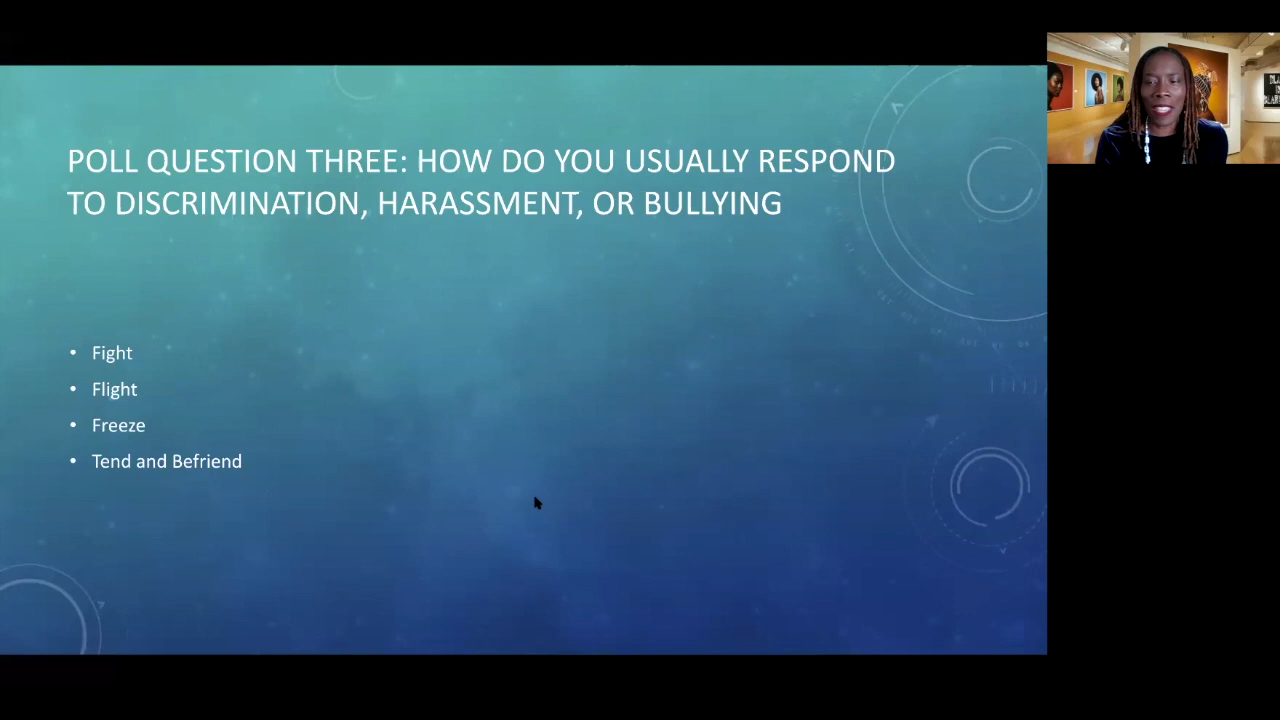 POLL QUESTION THREE: HOW DO YOU USUALLY RESPOND
TO DISCRIMINATION, HARASSMENT, OR BULLYING
• Fight
• Flight
• Freeze
• Tend and Befriend